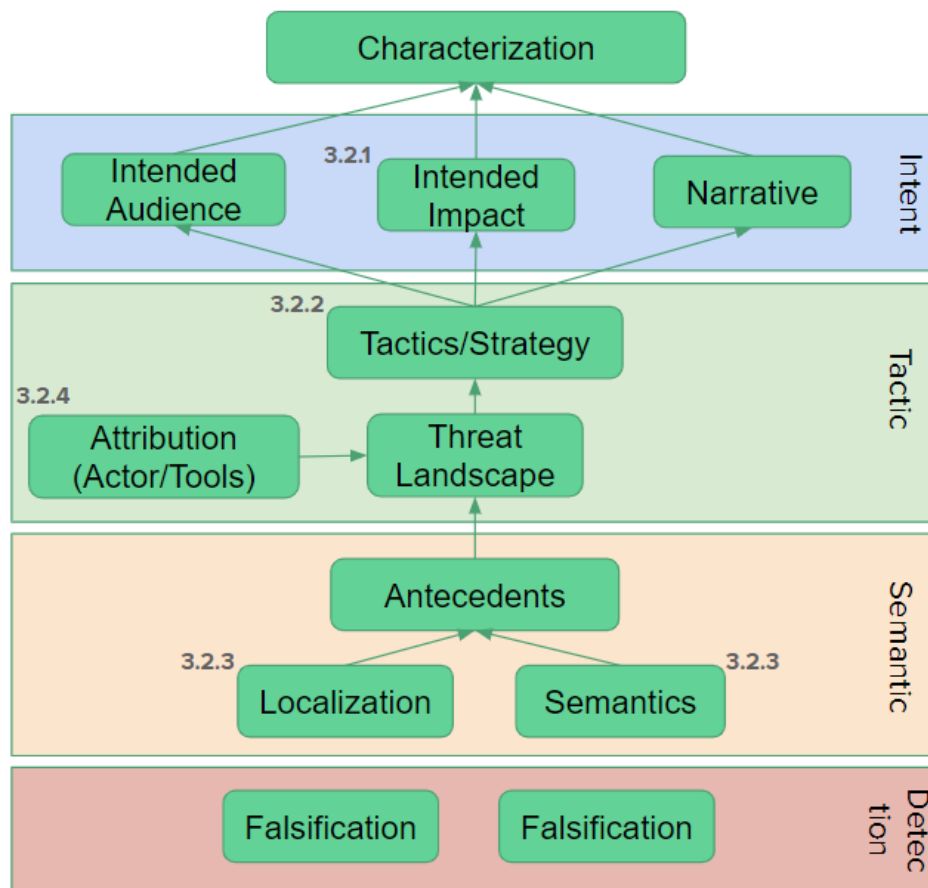 Characterization
3.2.1
Intended
Audience
Intended
Impact
Narrative
Intent
3.2.2
Tactics/Strategy
3.2.4
Attribution
(Actor/Tools)
Threat
Landscape
Tactic
Antecedents
3.2.3
3.2.3
Localization
Semantics
Semantic
Falsification
Falsification
Detec
tion